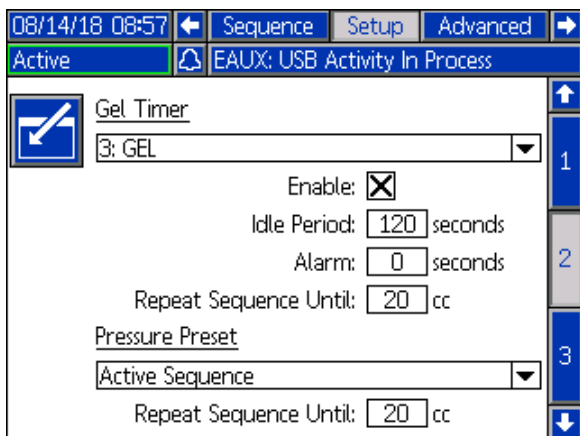 08/14/18 08:57 Sequence Setup Advanced
Active EAUX: USB Activity In Process
Gel Timer
3: GEL
1
Enable:
Idle Period: 120 seconds
Alarm: 0 seconds
2
Repeat Sequence Until: 20 cc
Pressure Preset
3
Active Sequence
Repeat Sequence Until: 20 cc